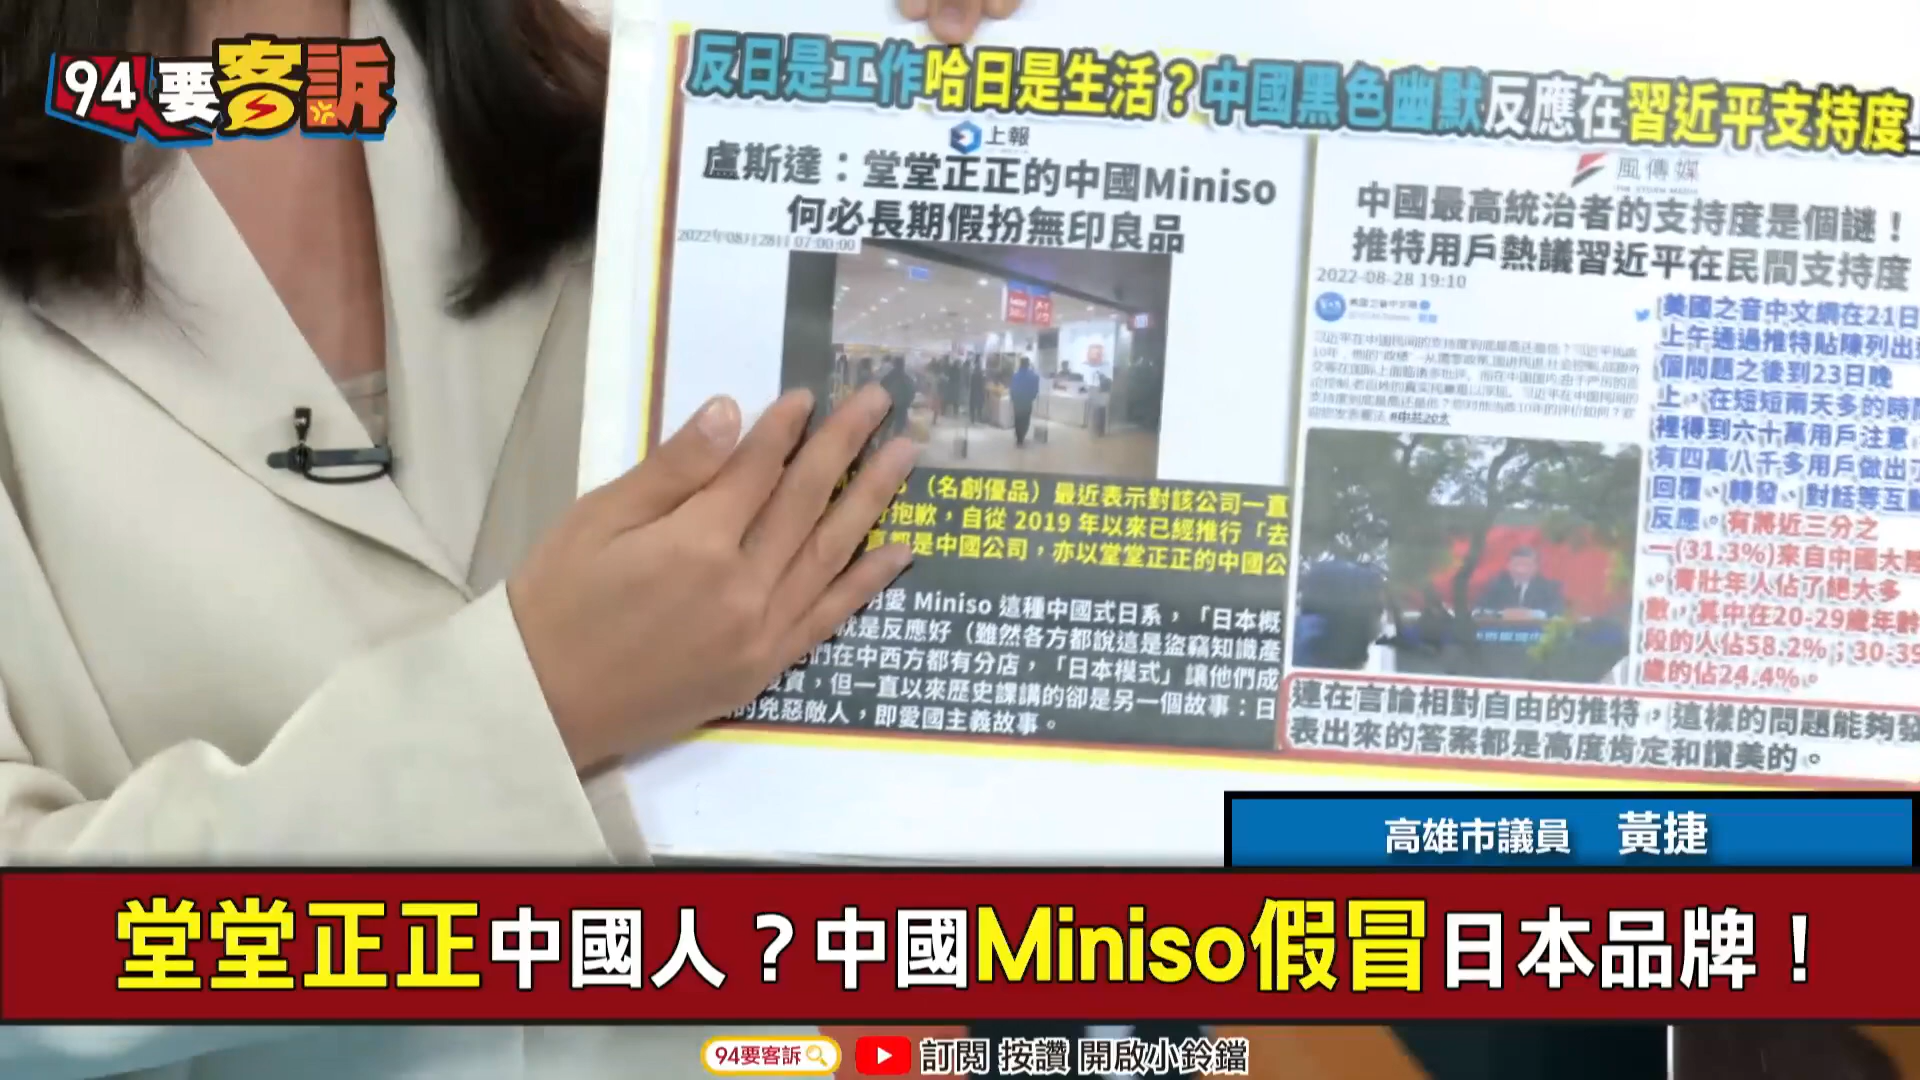 94要客訴
反日是工作哈日是生活？中國黑色幽默反應在習近平支持度
上報
盧斯達：堂堂正正的中國Miniso
何必長期假扮無印良品
2022年08月28日 07:00:00
（名創優品）最近表示對該公司一直
抱歉，自從 2019 年以來已經推行「去
都是中國公司，亦以堂堂正正的中國公
愛 Miniso 這種中國式日系，「日本概
就是反應好（雖然各方都說這是盜竊知識產
們在中西方都有分店，「日本模式」讓他們成
資，但一直以來歷史課講的卻是另一個故事：日
的兇惡敵人，即愛國主義故事。
風傳媒
中國最高統治者的支持度是個謎！
推特用戶熱議習近平在民間支持度
2022-08-28 19:10
#中共20大
美國之音中文網在21日
上午通過推特貼陳列出
個問題之後到23日晚
上，在短短兩天多的時間
裡得到六十萬用戶注意，
有四萬八千多用戶做出了
回覆、轉發、對話等互動
反應。有將近三分之
一(31.3%)來自中國大陸
。青壯年人佔了絕大多
數，其中在20-29歲年齡
段的人佔58.2%；30-39
歲的佔24.4%。
連在言論相對自由的推特，這樣的問題能夠發
表出來的答案都是高度肯定和讚美的。
高雄市議員 黃捷
堂堂正正中國人？中國Miniso假冒日本品牌！
94要客訴 訂閱 按讚 開啟小鈴鐺